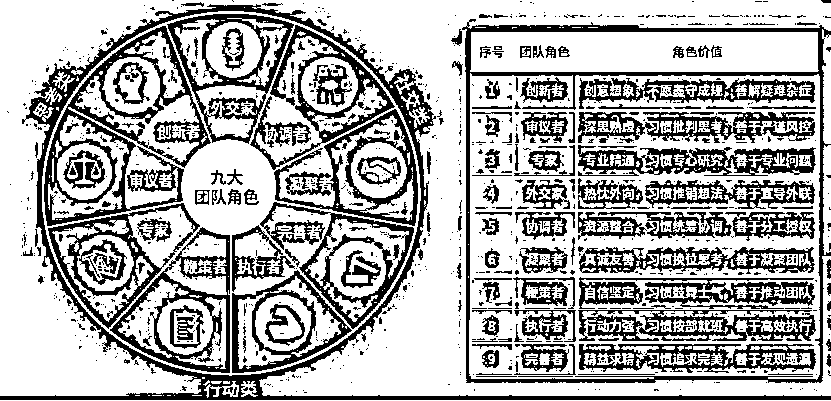 思考类
社交类
外交家
创新者
协调者
审议者
九大
团队角色
凝聚者
专家
完善者
鞭策者
执行者
行动类
序号 团队角色 角色价值
1 创新者 创意想象, 不愿墨守成规, 善解疑难杂症
2 审议者 深思熟虑, 习惯批判思考, 善于严谨风控
3 专家 专业精通, 习惯专心研究, 善于专业问题
4 外交家 热忱外向, 习惯推销想法, 善于宣导外联
5 协调者 资源整合, 习惯统筹协调, 善于分工授权
6 凝聚者 真诚友善, 习惯换位思考, 善于凝聚团队
7 鞭策者 自信坚定, 习惯鼓舞士气, 善于推动团队
8 执行者 行动力强, 习惯按部就班, 善于高效执行
9 完善者 精益求精, 习惯追求完美, 善于发现遗漏